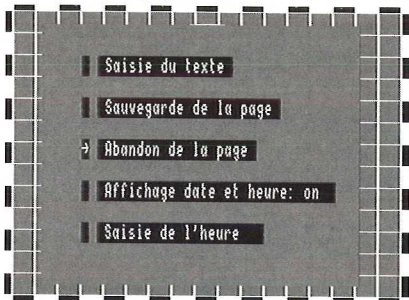 Saisie du texte
Sauvegarde de la page
→ Abandon de la page
Affichage date et heure: on
Saisie de l'heure